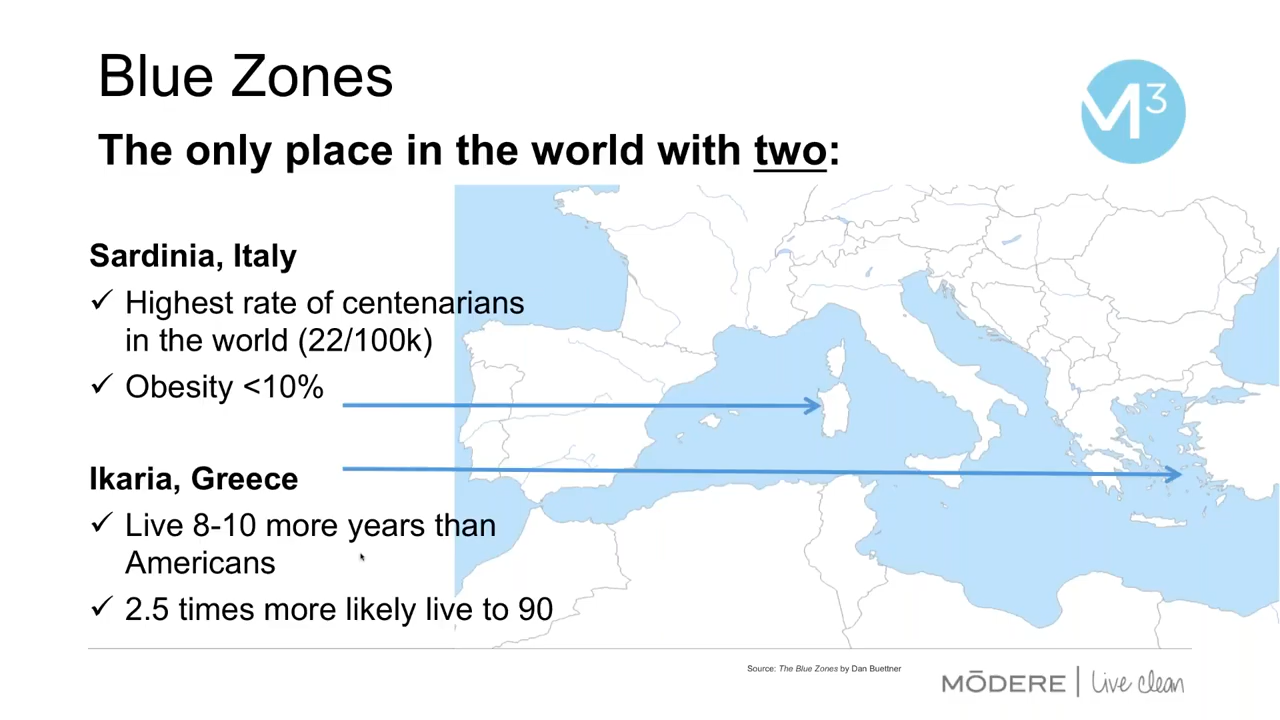 Blue Zones
M3
The only place in the world with two:
Sardinia, Italy
✓ Highest rate of centenarians
in the world (22/100k)
✓ Obesity <10%
Ikaria, Greece
✓ Live 8-10 more years than
Americans
✓ 2.5 times more likely live to 90
Source: The Blue Zones by Dan Buettner
MŌDERE | Live clean